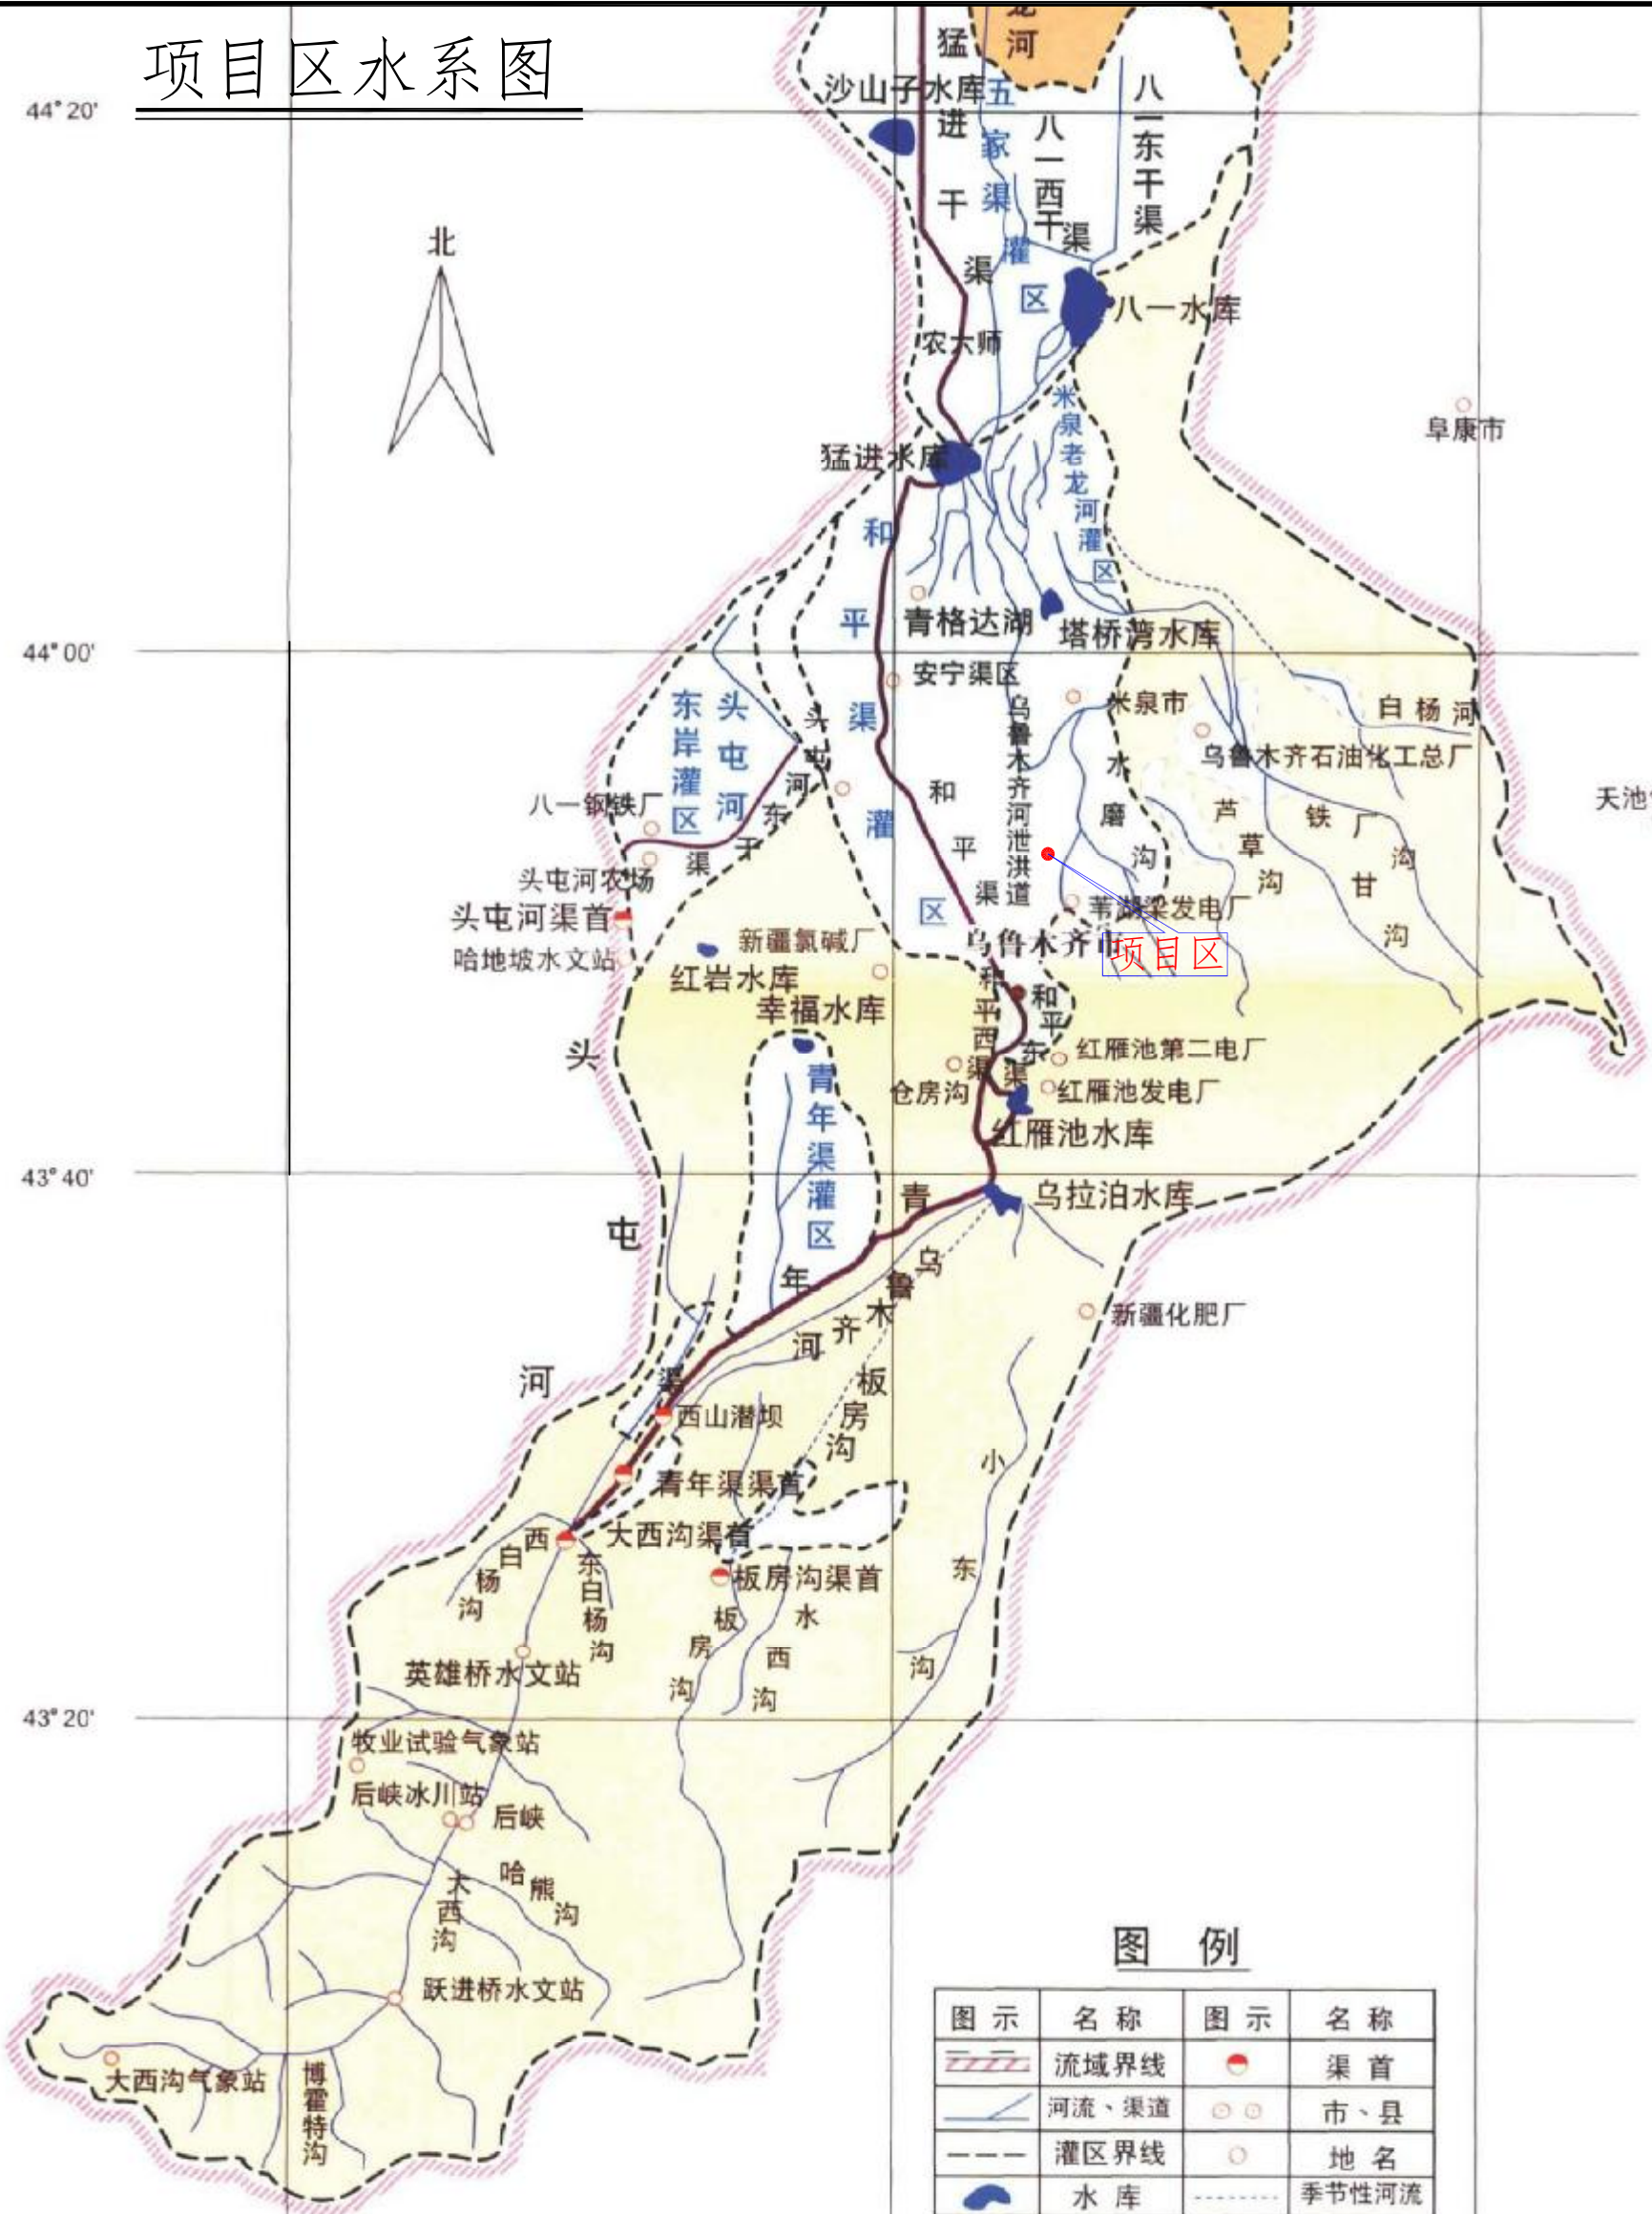 项目区水系图
44°20'
44°00'
43°40'
43°20'
北
龙河
猛进干渠
沙山子水库
五家渠灌区
八一西干渠
八一东干渠
八一水库
农六师
阜康市
米泉老龙河灌区
猛进水库
和平渠灌区
青格达湖
塔桥湾水库
安宁渠区
米泉市
白杨河
乌鲁木齐石油化工总厂
天池
头屯河
东岸灌区
头屯河东干渠
和平渠
乌鲁木齐河泄洪道
水磨沟
芦草沟
铁厂沟
甘沟
八一钢铁厂
头屯河农场
头屯河渠首
哈地坡水文站
苇湖梁发电厂
乌鲁木齐市
项目区
新疆氯碱厂
红岩水库
幸福水库
和平西渠
和平东渠
红雁池第二电厂
红雁池发电厂
仓房沟
红雁池水库
头屯河
青年渠灌区
乌拉泊水库
青年渠
乌鲁木齐河
新疆化肥厂
板房沟
西山潜坝
青年渠渠首
大西沟渠首
西白杨沟
东白杨沟
板房沟渠首
板房沟
水西沟
小东沟
英雄桥水文站
牧业试验气象站
后峡冰川站
后峡
大西沟
哈熊沟
跃进桥水文站
大西沟气象站
博霍特沟
图 例
图示 名称 图示 名称
流域界线 渠首
河流、渠道 市、县
灌区界线 地名
水库 季节性河流